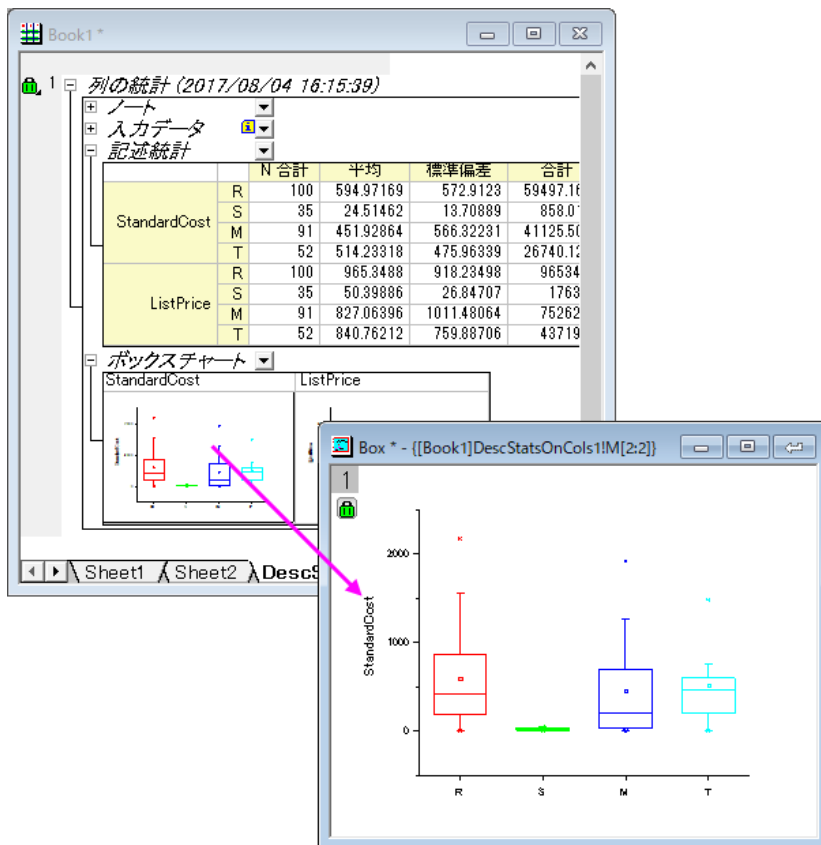 Book1 *
1 列の統計 (2017/08/04 16:15:39)
ノート
入力データ
記述統計
N 合計 平均 標準偏差 合計
StandardCost
R 100 594.97169 572.9123 59497.16
S 35 24.51462 13.70889 858.0
M 91 451.92864 566.32231 41125.50
T 52 514.23318 475.96339 26740.12
ListPrice
R 100 965.3488 918.23498 96534
S 35 50.39886 26.84707 1763
M 91 827.06396 1011.48064 75262
T 52 840.76212 759.88706 43719
ボックスチャート
StandardCost ListPrice
Sheet1 Sheet2 DescS
Box * - {[Book1]DescStatsOnCols1!M[2:2]}
1
2000
1000
0
StandardCost
R S M T